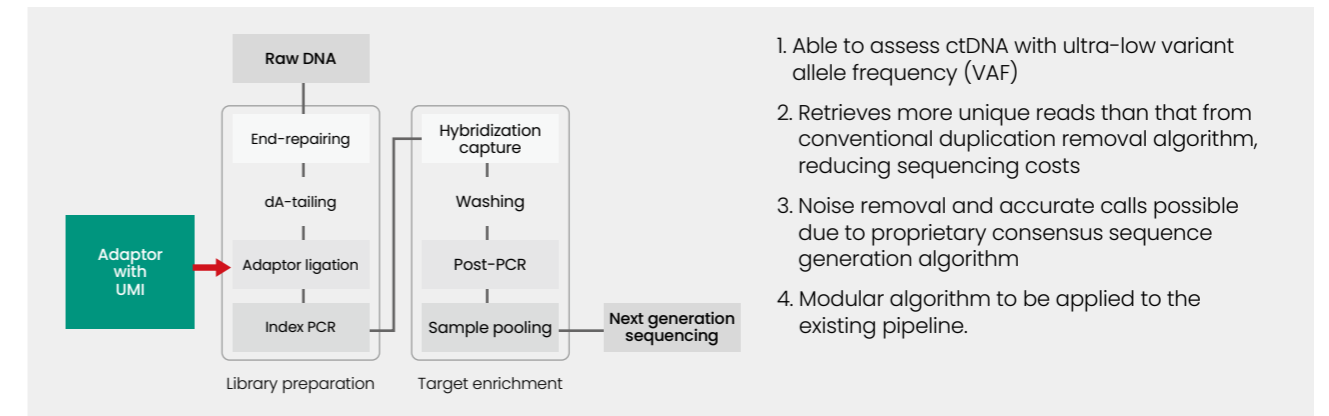 Raw DNA
End-repairing
dA-tailing
Adaptor
with
UMI
Adaptor ligation
Index PCR
Library preparation
Hybridization
capture
Washing
Post-PCR
Sample pooling
Target enrichment
Next generation
sequencing
1. Able to assess ctDNA with ultra-low variant
allele frequency (VAF)
2. Retrieves more unique reads than that from
conventional duplication removal algorithm,
reducing sequencing costs
3. Noise removal and accurate calls possible
due to proprietary consensus sequence
generation algorithm
4. Modular algorithm to be applied to the
existing pipeline.